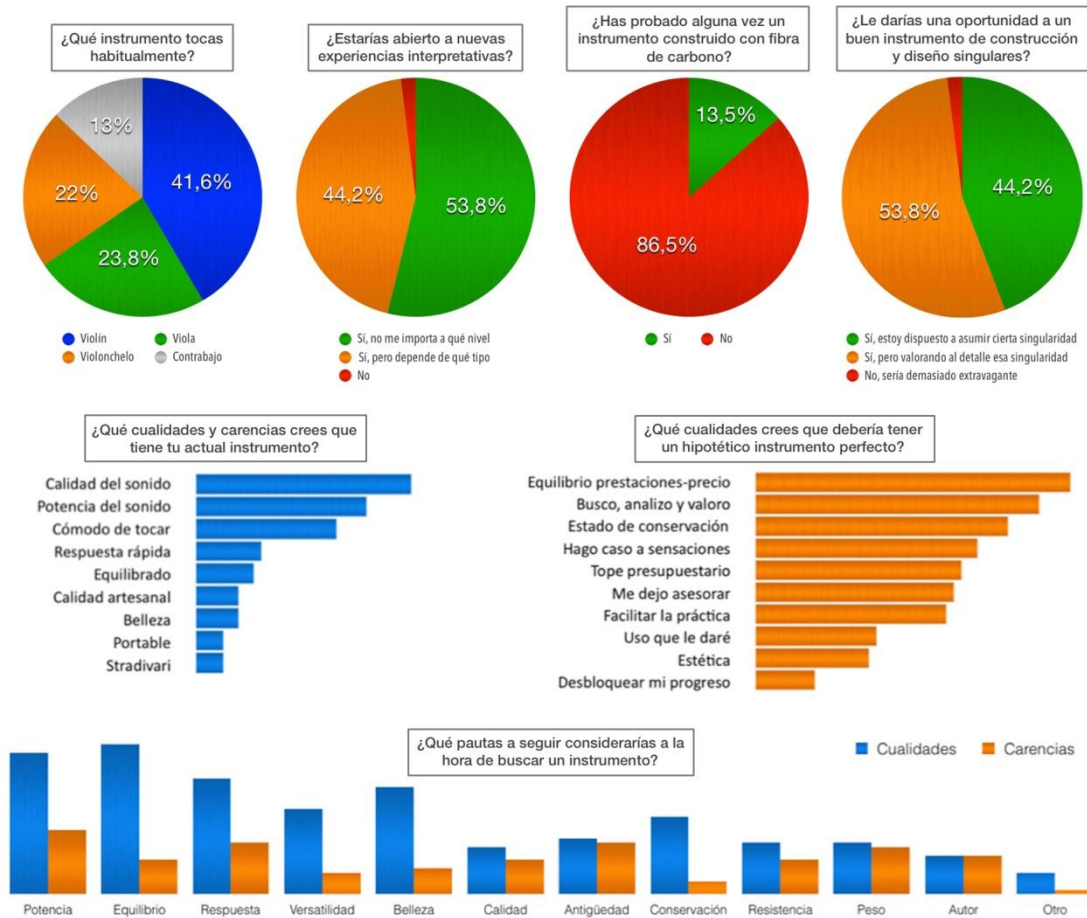 ¿Qué instrumento tocas
habitualmente?
13%
41,6%
22%
23,8%
Violín
Viola
Violonchelo
Contrabajo
¿Estarías abierto a nuevas
experiencias interpretativas?
44,2%
53,8%
Sí, no me importa a qué nivel
Sí, pero depende de qué tipo
No
¿Has probado alguna vez un
instrumento construido con fibra
de carbono?
13,5%
86,5%
Sí
No
¿Le darías una oportunidad a un
buen instrumento de construcción
y diseño singulares?
44,2%
53,8%
Sí, estoy dispuesto a asumir cierta singularidad
Sí, pero valorando al detalle esa singularidad
No, sería demasiado extravagante
¿Qué cualidades y carencias crees que
tiene tu actual instrumento?
Calidad del sonido
Potencia del sonido
Cómodo de tocar
Respuesta rápida
Equilibrado
Calidad artesanal
Belleza
Portable
Stradivari
¿Qué cualidades crees que debería tener
un hipotético instrumento perfecto?
Equilibrio prestaciones-precio
Busco, analizo y valoro
Estado de conservación
Hago caso a sensaciones
Tope presupuestario
Me dejo asesorar
Facilitar la práctica
Uso que le daré
Estética
Desbloquear mi progreso
¿Qué pautas a seguir considerarías a la
hora de buscar un instrumento?
Cualidades
Carencias
Potencia
Equilibrio
Respuesta
Versatilidad
Belleza
Calidad
Antigüedad
Conservación
Resistencia
Peso
Autor
Otro